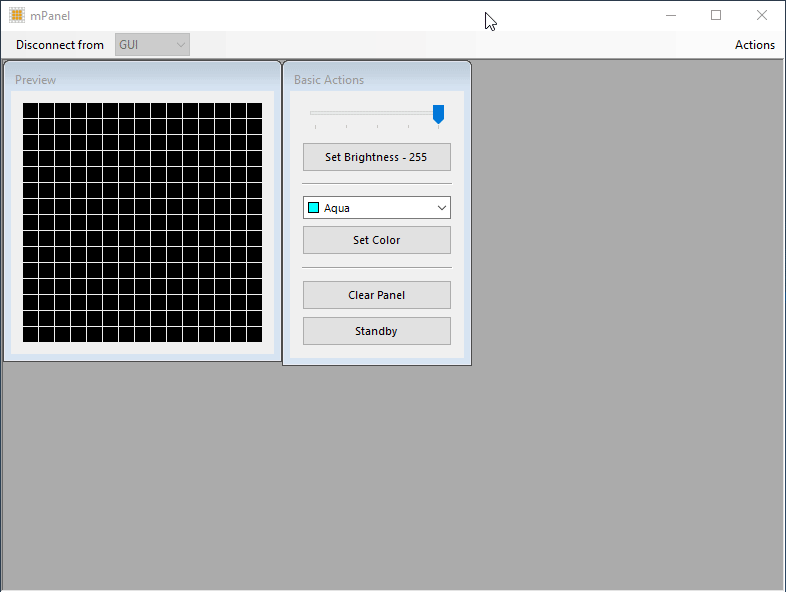 mPanel
Disconnect from GUI Actions
Preview
Basic Actions
Set Brightness - 255
Aqua
Set Color
Clear Panel
Standby